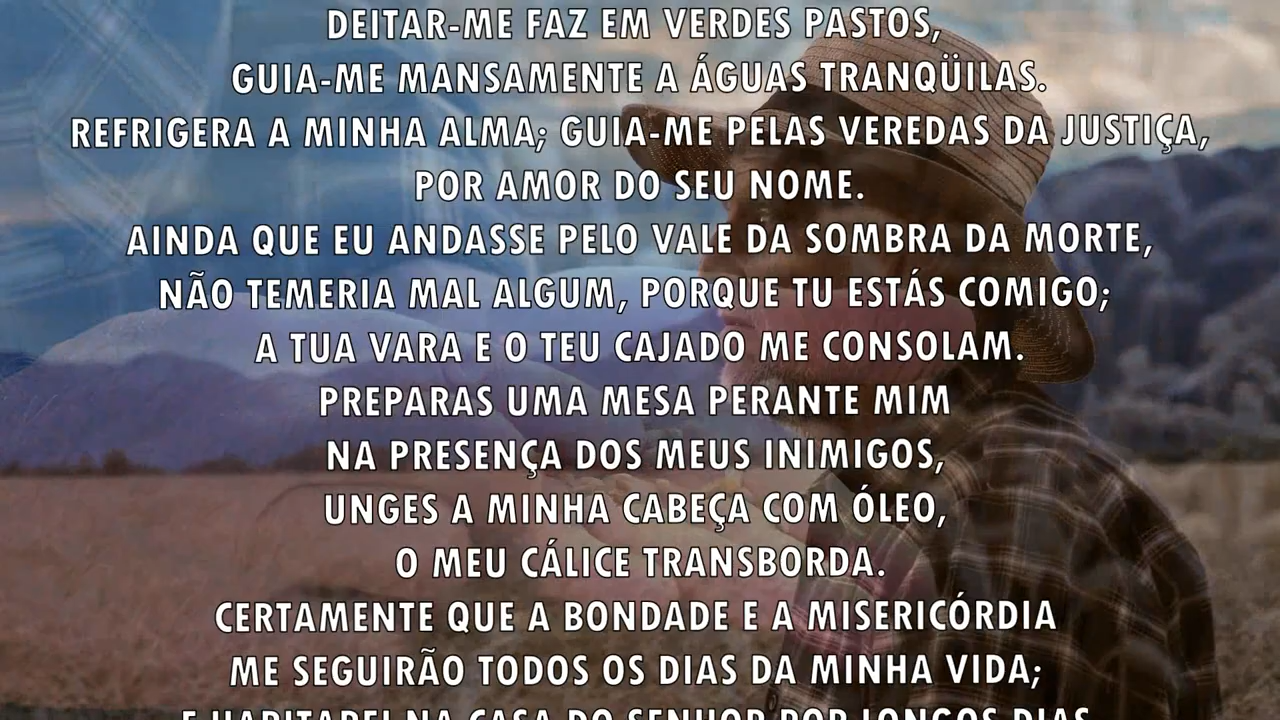 DEITAR-ME FAZ EM VERDES PASTOS,
GUIA-ME MANSAMENTE A ÁGUAS TRANQÜILAS.
REFRIGERA A MINHA ALMA; GUIA-ME PELAS VEREDAS DA JUSTIÇA,
POR AMOR DO SEU NOME.
AINDA QUE EU ANDASSE PELO VALE DA SOMBRA DA MORTE,
NÃO TEMERIA MAL ALGUM, PORQUE TU ESTÁS COMIGO;
A TUA VARA E O TEU CAJADO ME CONSOLAM.
PREPARAS UMA MESA PERANTE MIM
NA PRESENÇA DOS MEUS INIMIGOS,
UNGES A MINHA CABEÇA COM ÓLEO,
O MEU CÁLICE TRANSBORDA.
CERTAMENTE QUE A BONDADE E A MISERICÓRDIA
ME SEGUIRÃO TODOS OS DIAS DA MINHA VIDA;
E HABITAREI NA CASA DO SENHOR POR LONGOS DIAS